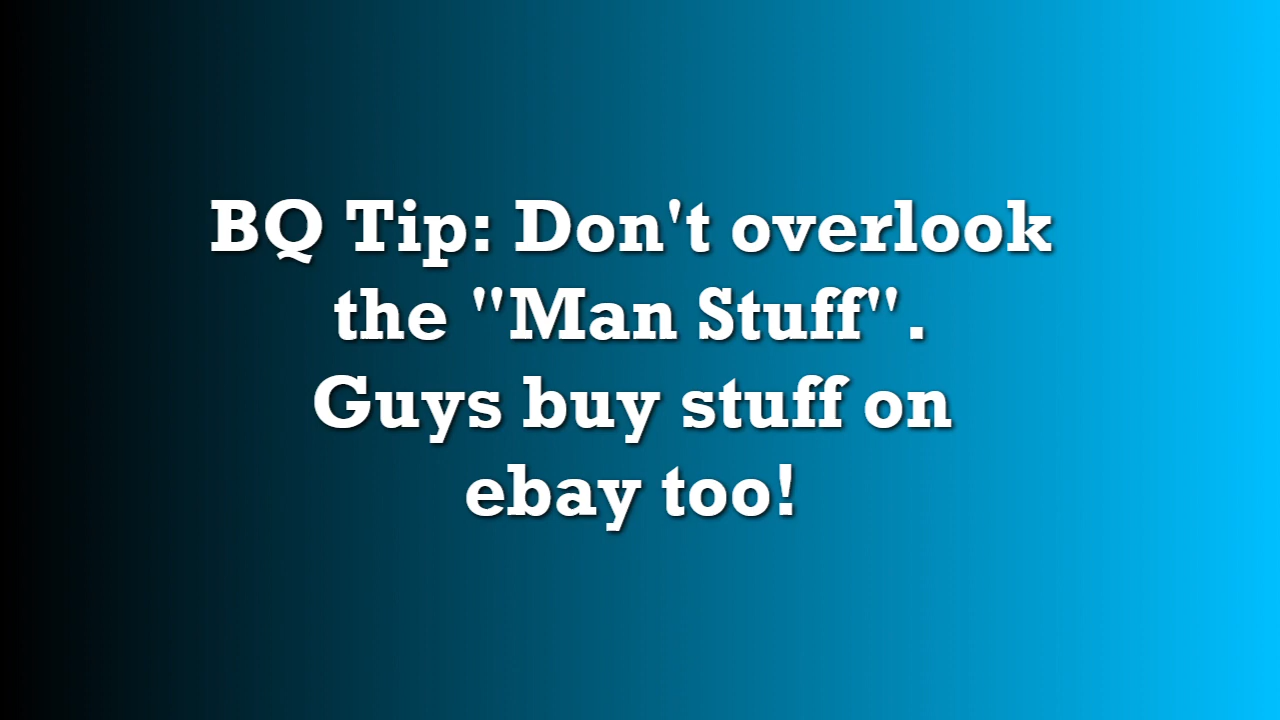 BQ Tip: Don't overlook
the "Man Stuff".
Guys buy stuff on
ebay too!